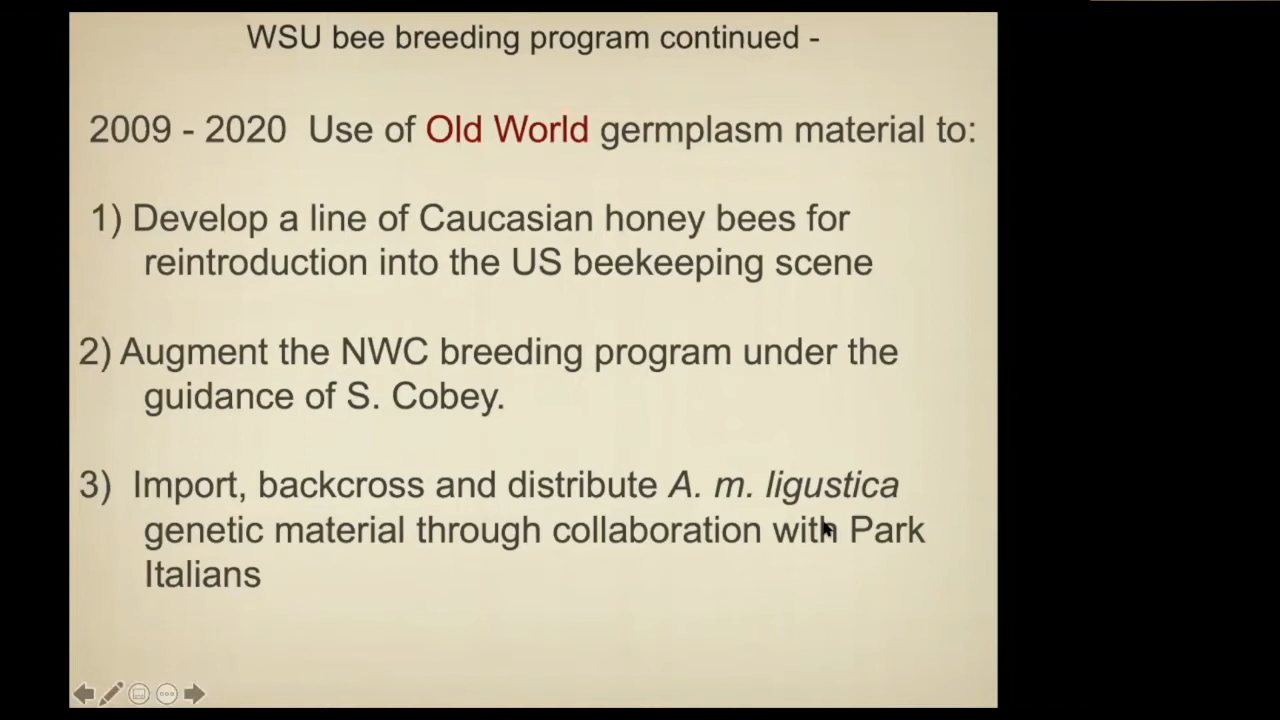 WSU bee breeding program continued -
2009 - 2020 Use of Old World germplasm material to:
1) Develop a line of Caucasian honey bees for
reintroduction into the US beekeeping scene
2) Augment the NWC breeding program under the
guidance of S. Cobey.
3) Import, backcross and distribute A. m. ligustica
genetic material through collaboration with Park
Italians